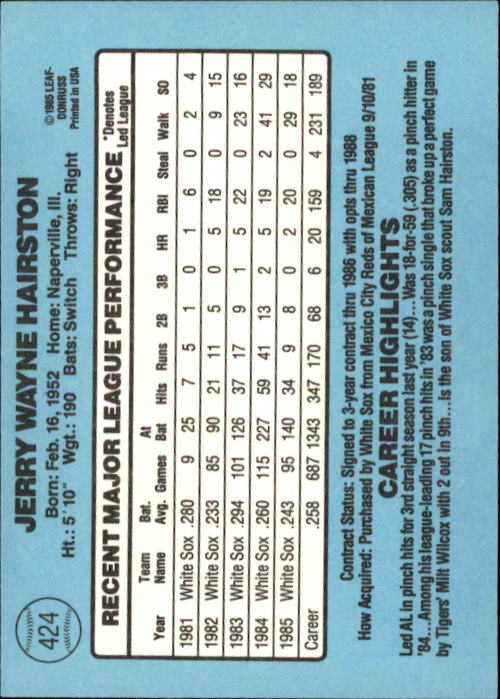 424
JERRY WAYNE HAIRSTON
©1985 LEAF-
DONRUSS
Printed in USA
Born: Feb. 16, 1952 Home: Naperville, Ill.
Ht.: 5' 10" Wgt.: 190 Bats: Switch Throws: Right
RECENT MAJOR LEAGUE PERFORMANCE *Denotes
Led League
Year Team Name Bat. Avg. Games At Bat Hits Runs 2B 3B HR RBI Steal Walk SO
1981 White Sox .280 9 25 7 5 1 0 1 6 0 2 4
1982 White Sox .233 85 90 21 11 5 0 5 18 0 9 15
1983 White Sox .294 101 126 37 17 9 1 5 22 0 23 16
1984 White Sox .260 115 227 59 41 13 2 5 19 2 41 29
1985 White Sox .243 95 140 34 9 8 0 2 20 0 29 18
Career .258 687 1343 347 170 68 6 20 159 4 231 189
Contract Status: Signed to 3-year contract thru 1986 with opts thru 1988
How Acquired: Purchased by White Sox from Mexico City Reds of Mexican League 9/10/81
CAREER HIGHLIGHTS
Led AL in pinch hits for 3rd straight season last year (14)... Was 18-for-59 (.305) as a pinch hitter in
'84...Among his league-leading 17 pinch hits in '83 was a pinch single that broke up a perfect game
by Tigers' Milt Wilcox with 2 out in 9th...Is the son of White Sox scout Sam Hairston.